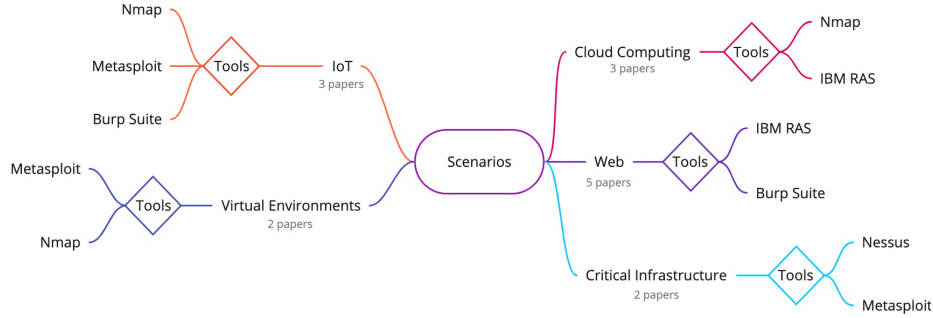 Nmap
Metasploit
Burp Suite
Tools
IoT
3 papers
Metasploit
Nmap
Tools
Virtual Environments
2 papers
Scenarios
Cloud Computing
3 papers
Tools
Nmap
IBM RAS
Web
5 papers
Tools
IBM RAS
Burp Suite
Critical Infrastructure
2 papers
Tools
Nessus
Metasploit